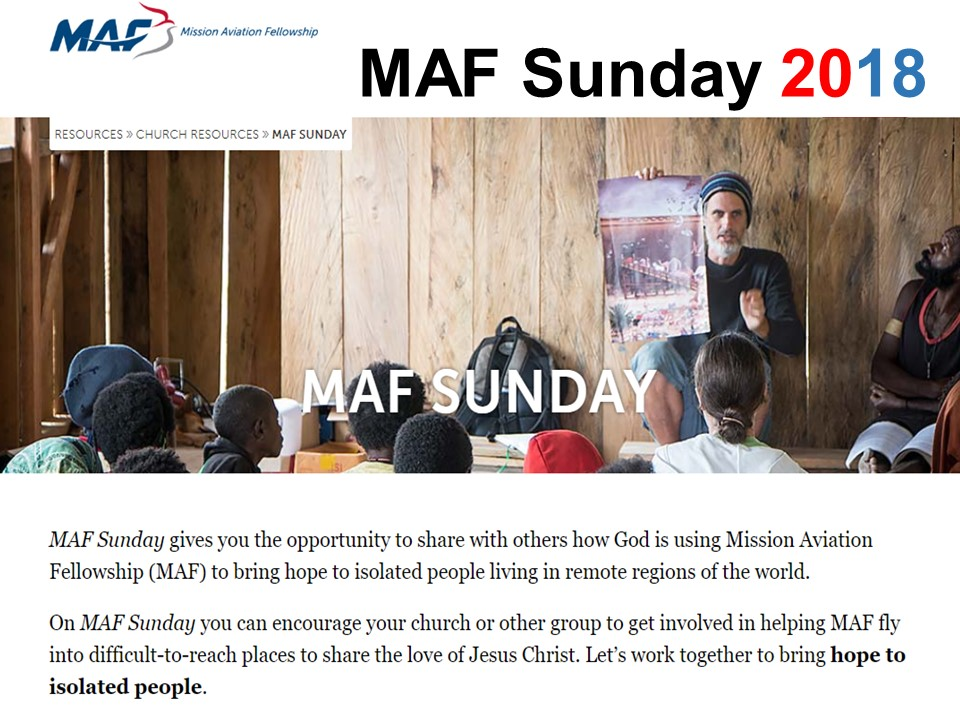 MAF Mission Aviation Fellowship
MAF Sunday 2018
RESOURCES » CHURCH RESOURCES » MAF SUNDAY
MAF SUNDAY
MAF Sunday gives you the opportunity to share with others how God is using Mission Aviation
Fellowship (MAF) to bring hope to isolated people living in remote regions of the world.
On MAF Sunday you can encourage your church or other group to get involved in helping MAF fly
into difficult-to-reach places to share the love of Jesus Christ. Let’s work together to bring hope to
isolated people.